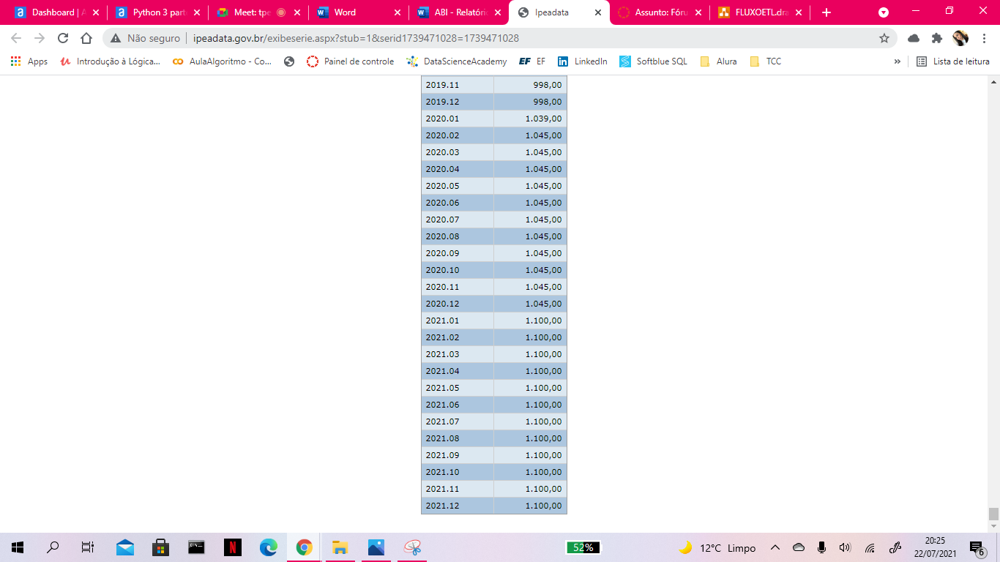 Dashboard | A
Python 3 part
Meet: tpe
Word
ABI - Relatóri
Ipeadata
Assunto: Fóru
FLUXOETL.dra
Não seguro | ipeadata.gov.br/exibeserie.aspx?stub=1&serid1739471028=1739471028
Apps
Introdução à Lógica...
AulaAlgoritmo - Co...
Painel de controle
DataScienceAcademy
EF EF
LinkedIn
Softblue SQL
Alura
TCC
»
Lista de leitura
2019.11 998,00
2019.12 998,00
2020.01 1.039,00
2020.02 1.045,00
2020.03 1.045,00
2020.04 1.045,00
2020.05 1.045,00
2020.06 1.045,00
2020.07 1.045,00
2020.08 1.045,00
2020.09 1.045,00
2020.10 1.045,00
2020.11 1.045,00
2020.12 1.045,00
2021.01 1.100,00
2021.02 1.100,00
2021.03 1.100,00
2021.04 1.100,00
2021.05 1.100,00
2021.06 1.100,00
2021.07 1.100,00
2021.08 1.100,00
2021.09 1.100,00
2021.10 1.100,00
2021.11 1.100,00
2021.12 1.100,00
52%
12°C Limpo
20:25
22/07/2021
6